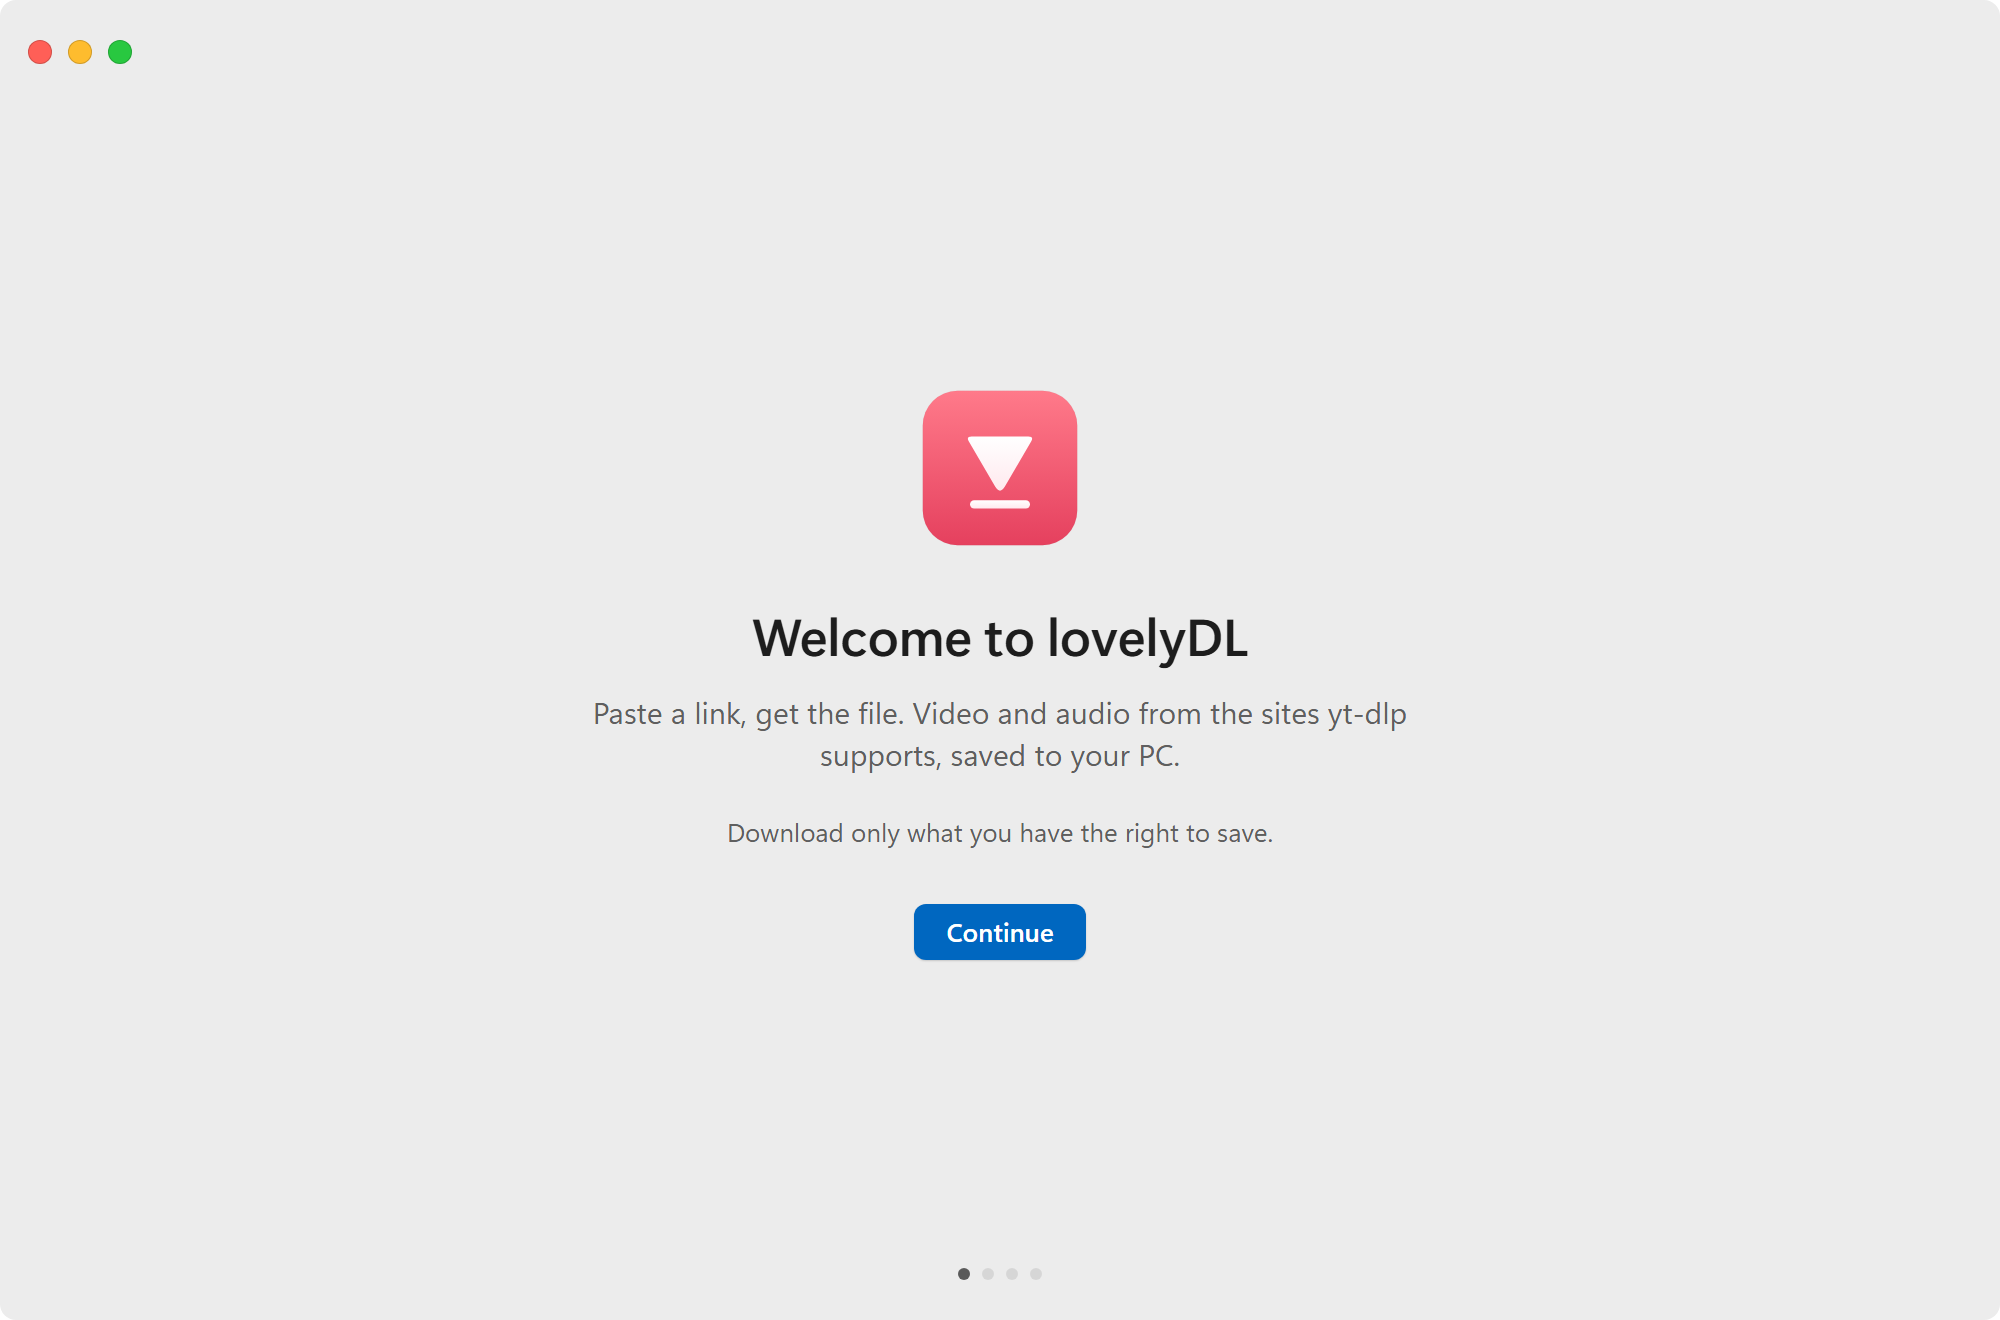 Welcome to lovelyDL
Paste a link, get the file. Video and audio from the sites yt-dlp
supports, saved to your PC.
Download only what you have the right to save.
Continue